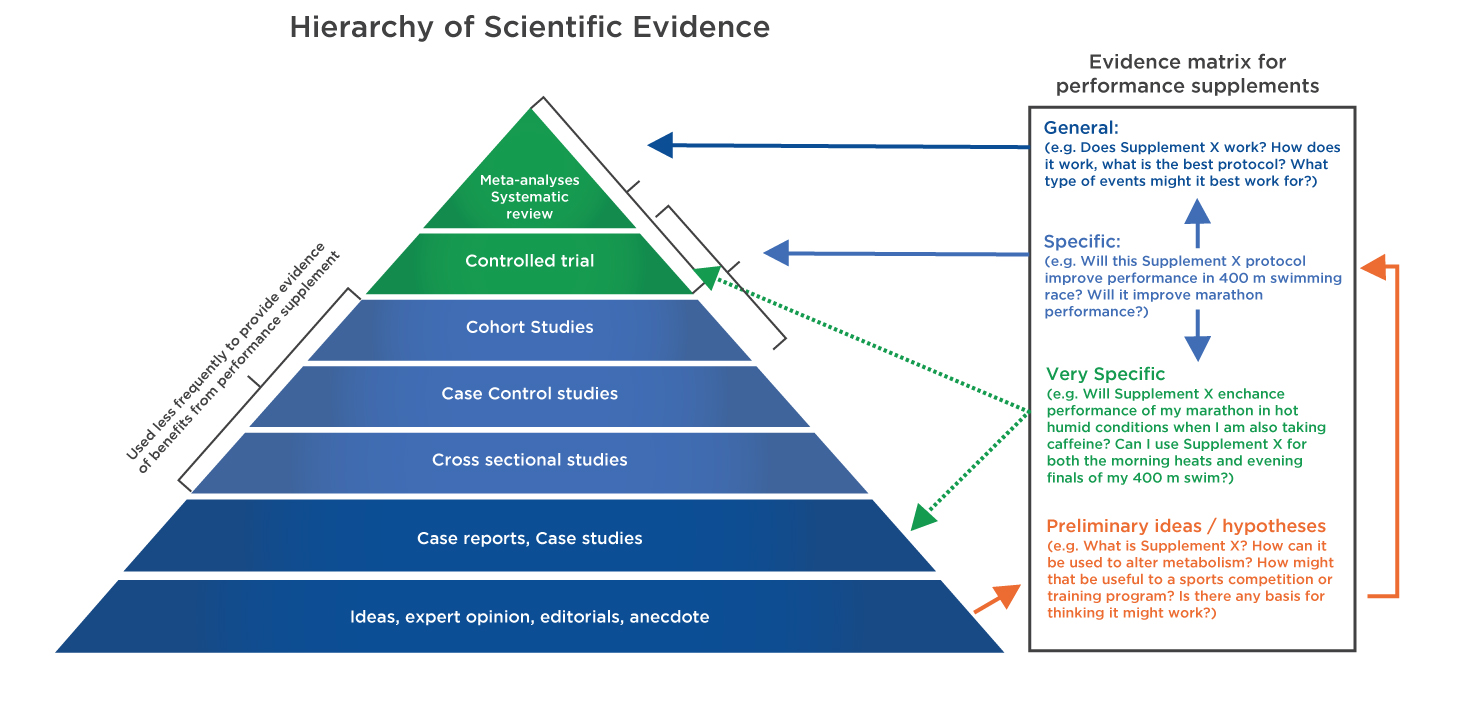 Hierarchy of Scientific Evidence
Meta-analyses
Systematic
review
Controlled trial
Cohort Studies
Case Control studies
Cross sectional studies
Case reports, Case studies
Ideas, expert opinion, editorials, anecdote
Used less frequently to provide evidence
of benefits from performance supplement
Evidence matrix for
performance supplements
General:
(e.g. Does Supplement X work? How does
it work, what is the best protocol? What
type of events might it best work for?)
Specific:
(e.g. Will this Supplement X protocol
improve performance in 400 m swimming
race? Will it improve marathon
performance?)
Very Specific
(e.g. Will Supplement X enchance
performance of my marathon in hot
humid conditions when I am also taking
caffeine? Can I use Supplement X for
both the morning heats and evening
finals of my 400 m swim?)
Preliminary ideas / hypotheses
(e.g. What is Supplement X? How can it
be used to alter metabolism? How might
that be useful to a sports competition or
training program? Is there any basis for
thinking it might work?)